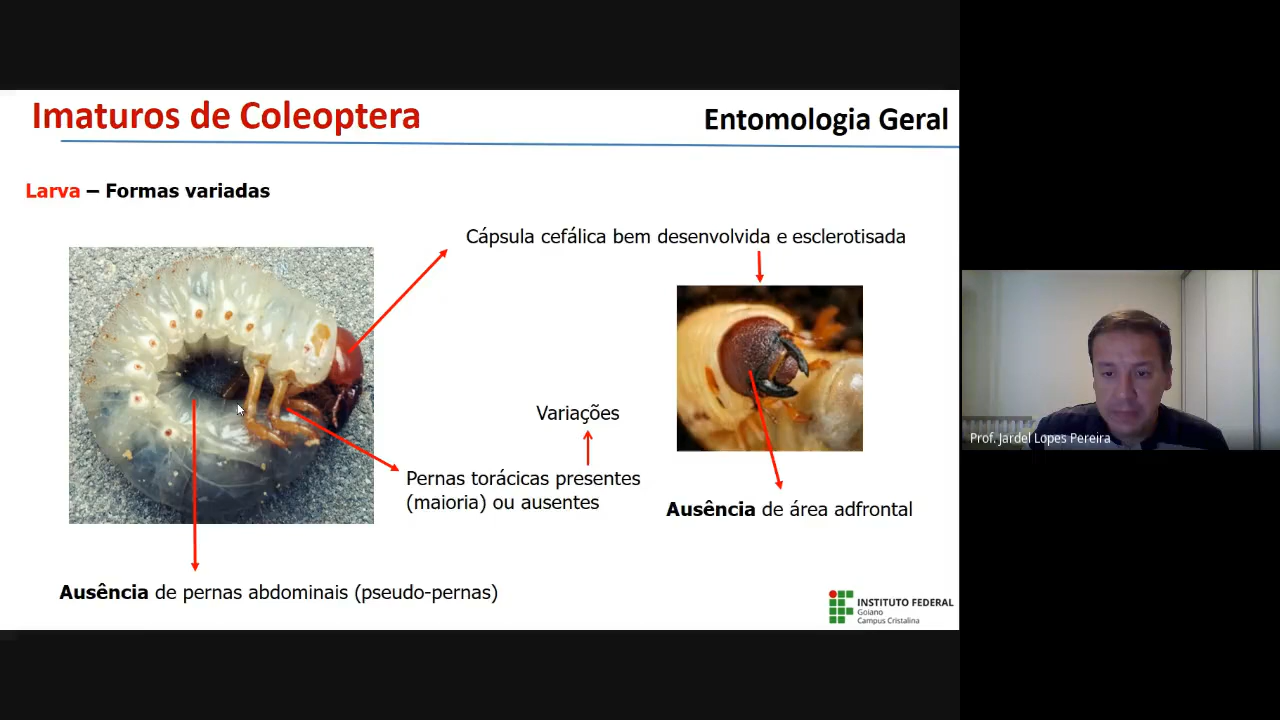 Imaturos de Coleoptera
Entomologia Geral
Larva – Formas variadas
Cápsula cefálica bem desenvolvida e esclerotisada
Variações
Pernas torácicas presentes
(maioria) ou ausentes
Ausência de área adfrontal
Ausência de pernas abdominais (pseudo-pernas)
INSTITUTO FEDERAL
Goiano
Campus Cristalina
Prof. Jardel Lopes Pereira